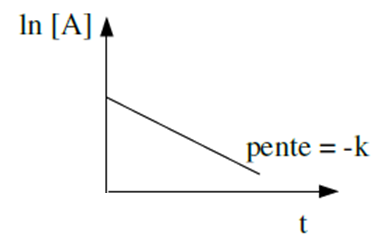 ln [A]
pente = -k
t